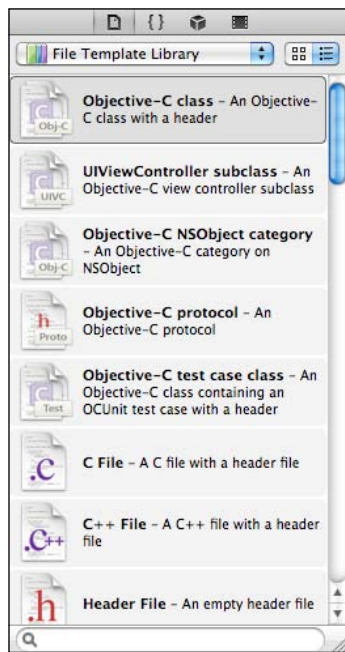 { }
File Template Library
Obj-C
Objective-C class – An Objective-
C class with a header
UIVC
UIViewController subclass – An
Objective-C view controller subclass
Obj-C
Objective-C NSObject category
– An Objective-C category on
NSObject
h
Proto
Objective-C protocol – An
Objective-C protocol
Test
Objective-C test case class – An
Objective-C class containing an
OCUnit test case with a header
.c
C File – A C file with a header file
.C++
C++ File – A C++ file with a header
file
.h
Header File – An empty header file